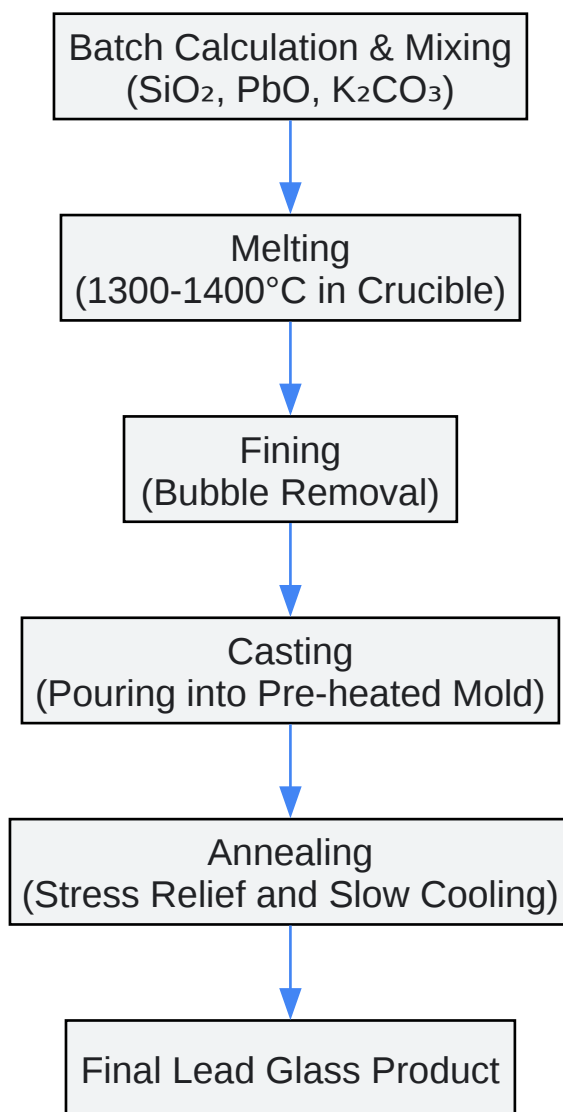 Batch Calculation & Mixing
(SiO₂, PbO, K₂CO₃)
Melting
(1300-1400°C in Crucible)
Fining
(Bubble Removal)
Casting
(Pouring into Pre-heated Mold)
Annealing
(Stress Relief and Slow Cooling)
Final Lead Glass Product